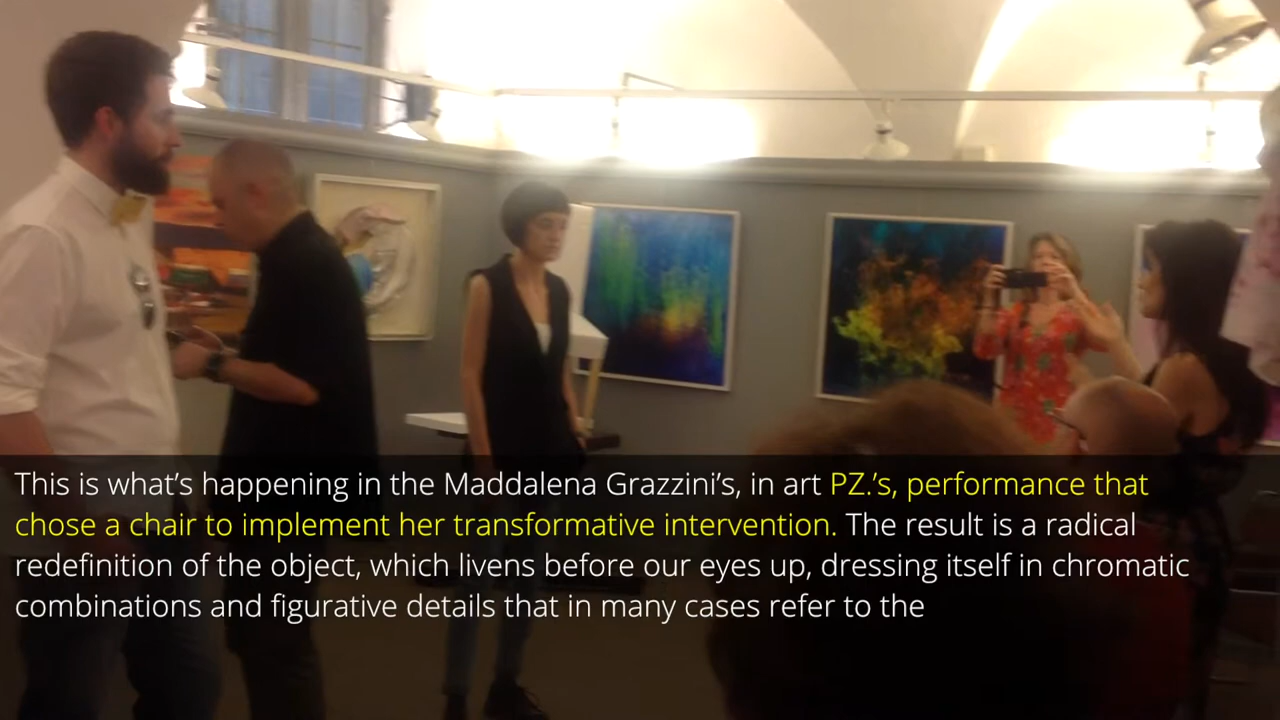 This is what’s happening in the Maddalena Grazzini’s, in art PZ.’s, performance that
chose a chair to implement her transformative intervention. The result is a radical
redefinition of the object, which livens before our eyes up, dressing itself in chromatic
combinations and figurative details that in many cases refer to the